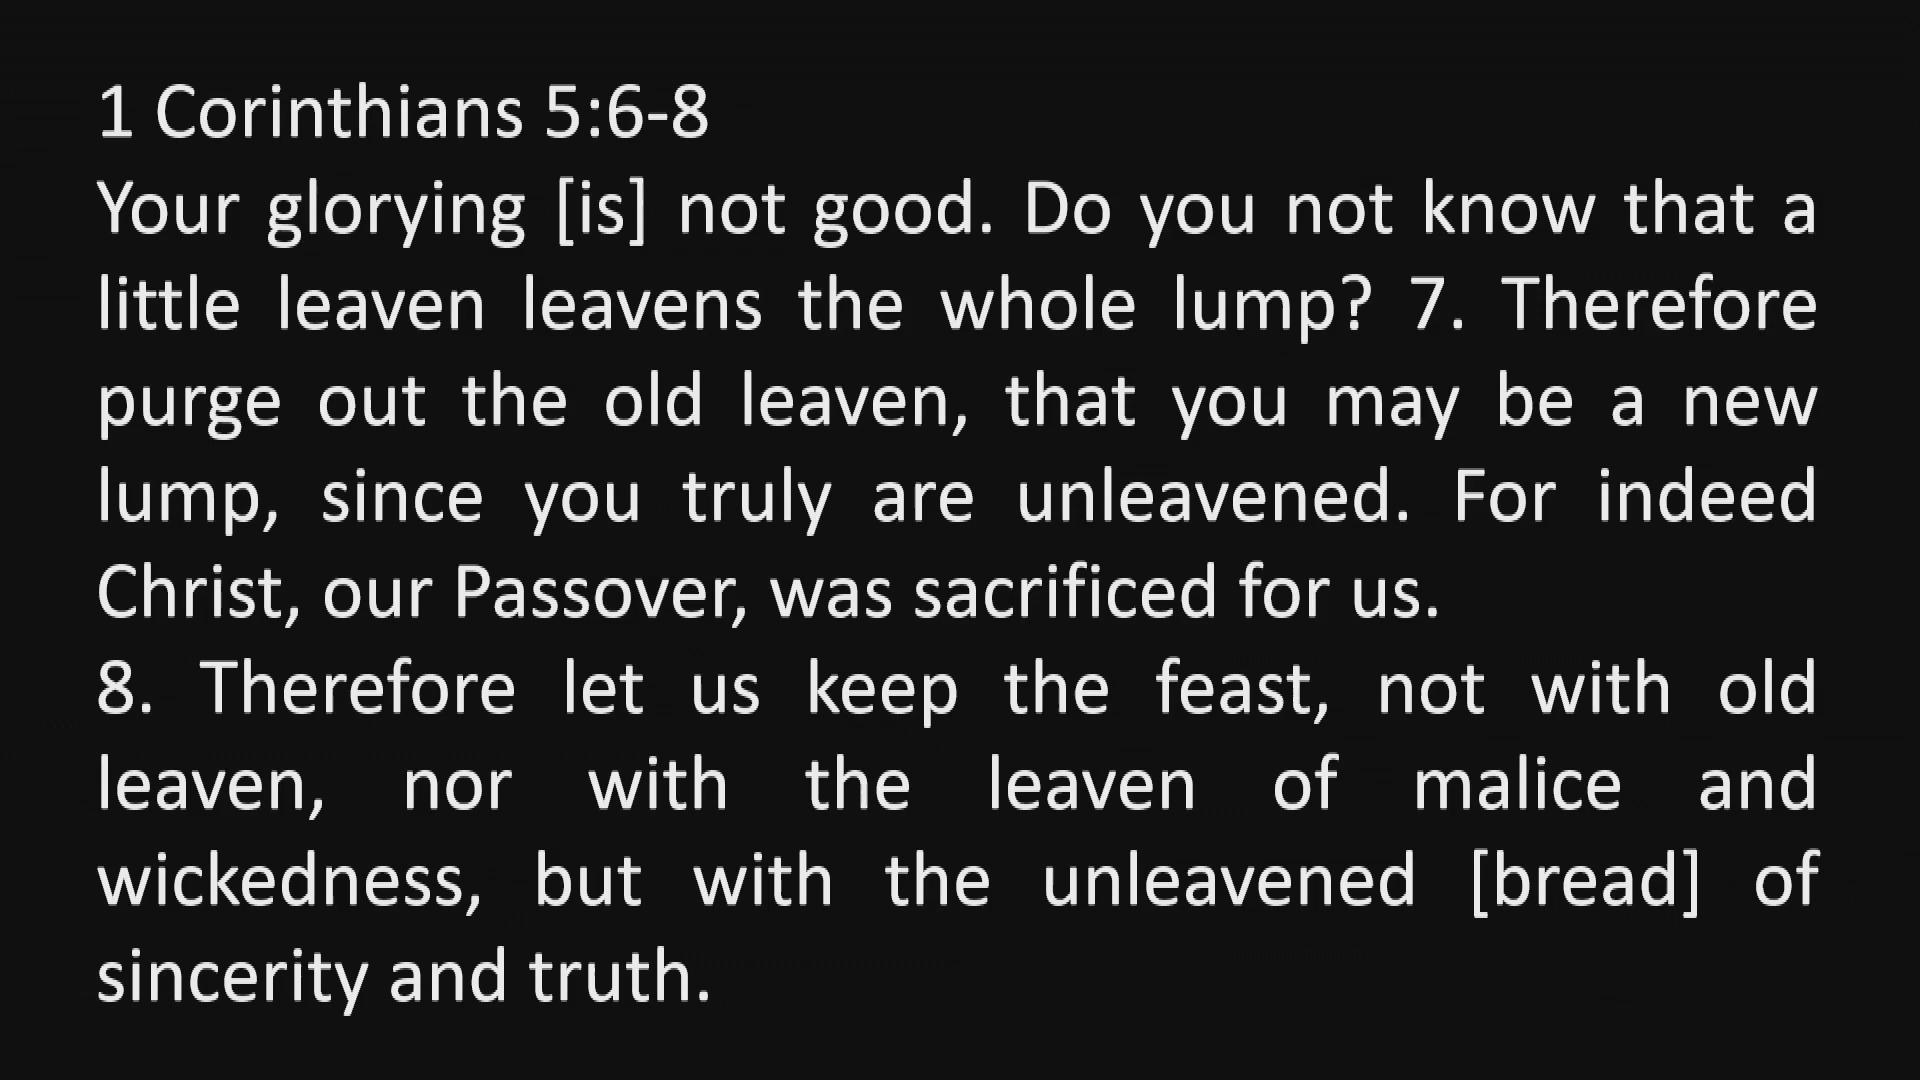 1 Corinthians 5:6-8
Your glorying [is] not good. Do you not know that a
little leaven leavens the whole lump? 7. Therefore
purge out the old leaven, that you may be a new
lump, since you truly are unleavened. For indeed
Christ, our Passover, was sacrificed for us.
8. Therefore let us keep the feast, not with old
leaven, nor with the leaven of malice and
wickedness, but with the unleavened [bread] of
sincerity and truth.